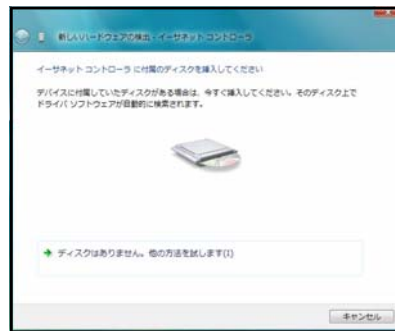 新しいハードウェアの検出 - イーサネット コントローラ
イーサネット コントローラ に付属のディスクを挿入してください
デバイスに付属していたディスクがある場合は、今すぐ挿入してください。そのディスク上で
ドライバ ソフトウェアが自動的に検索されます。
ディスクはありません。他の方法を試します(I)
キャンセル